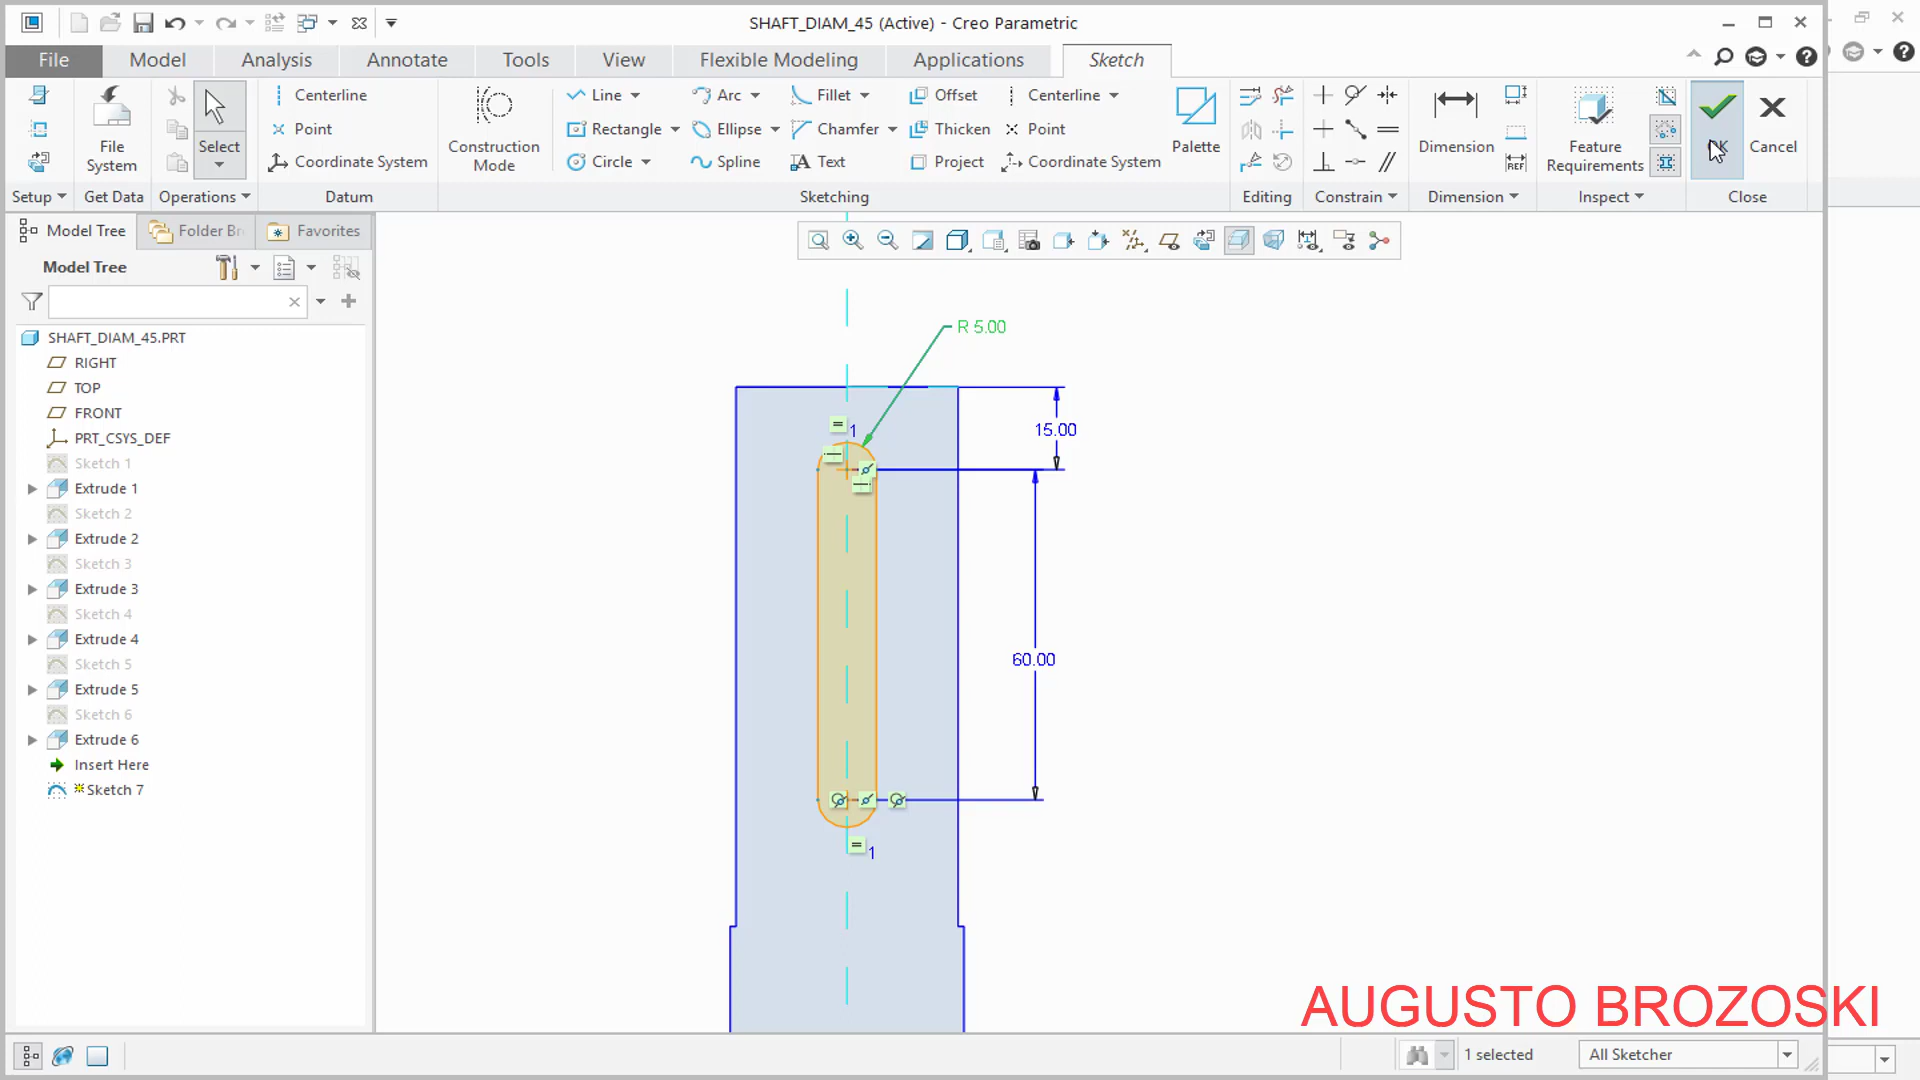 SHAFT_DIAM_45 (Active) - Creo Parametric
File Model Analysis Annotate Tools View Flexible Modeling Applications Sketch
Centerline
Point
Coordinate System
File System
Select
Construction Mode
Line Arc Fillet Offset Centerline
Rectangle Ellipse Chamfer Thicken Point
Circle Spline Text Project Coordinate System
Palette
Dimension
Feature Requirements
Cancel
Setup Get Data Operations Datum Sketching Editing Constrain Dimension Inspect Close
Model Tree
Favorites
Model Tree
SHAFT_DIAM_45.PRT
RIGHT
TOP
FRONT
PRT_CSYS_DEF
Sketch 1
Extrude 1
Sketch 2
Extrude 2
Sketch 3
Extrude 3
Sketch 4
Extrude 4
Sketch 5
Extrude 5
Sketch 6
Extrude 6
Insert Here
Sketch 7
R 5.00
15.00
1
60.00
1
AUGUSTO BROZOSKI
1 selected
All Sketcher